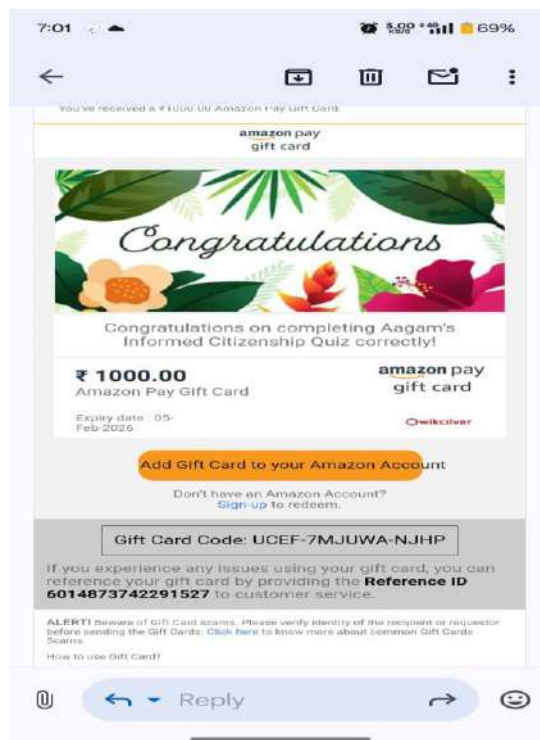 7:01
5.00 KB/S
4G
69%
You've received a ₹1000.00 Amazon Pay Gift Card.
amazon pay
gift card
Congratulations
Congratulations on completing Aagam's
Informed Citizenship Quiz correctly!
₹ 1000.00
Amazon Pay Gift Card
amazon pay
gift card
Expiry date : 05-
Feb-2026
Qwikcilver
Add Gift Card to your Amazon Account
Don't have an Amazon Account?
Sign-up to redeem.
Gift Card Code: UCEF-7MJUWA-NJHP
If you experience any issues using your gift card, you can
reference your gift card by providing the Reference ID
6014873742291527 to customer service.
ALERT! Beware of Gift Card scams. Please verify identity of the recipient or requestor
before sending the Gift Cards. Click here to know more about common Gift Cards
Scams.
How to use Gift Card?
Reply